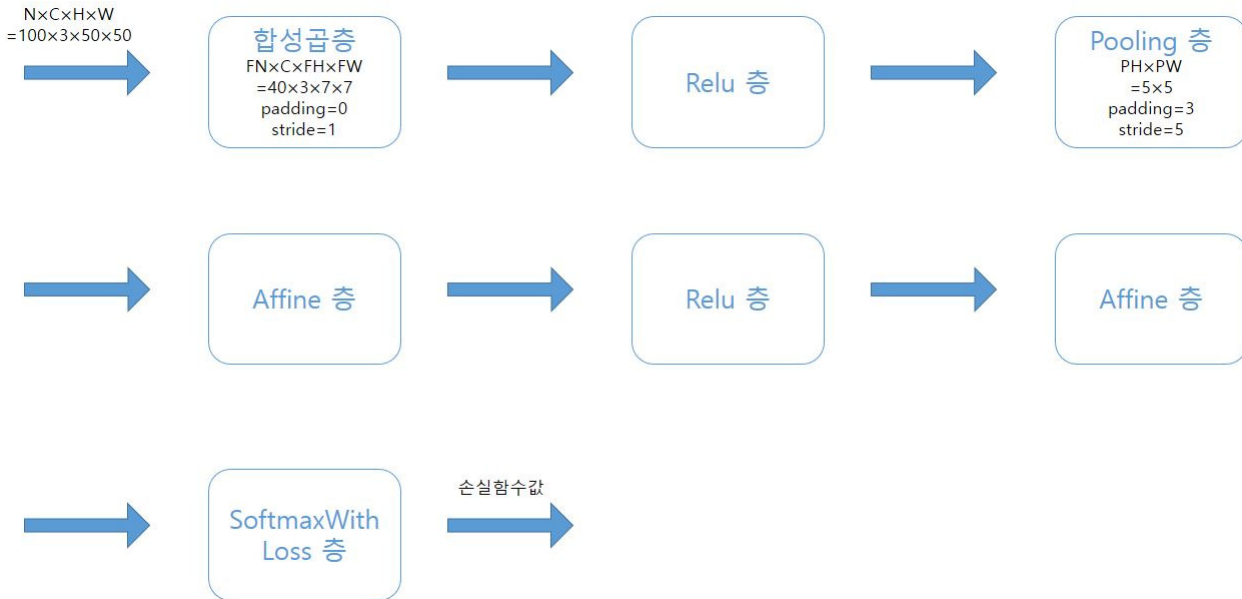 N×C×H×W
=100×3×50×50
합성곱층
FN×C×FH×FW
=40×3×7×7
padding=0
stride=1
Relu 층
Pooling 층
PH×PW
=5×5
padding=3
stride=5
Affine 층
Relu 층
Affine 층
SoftmaxWith
Loss 층
손실함수값